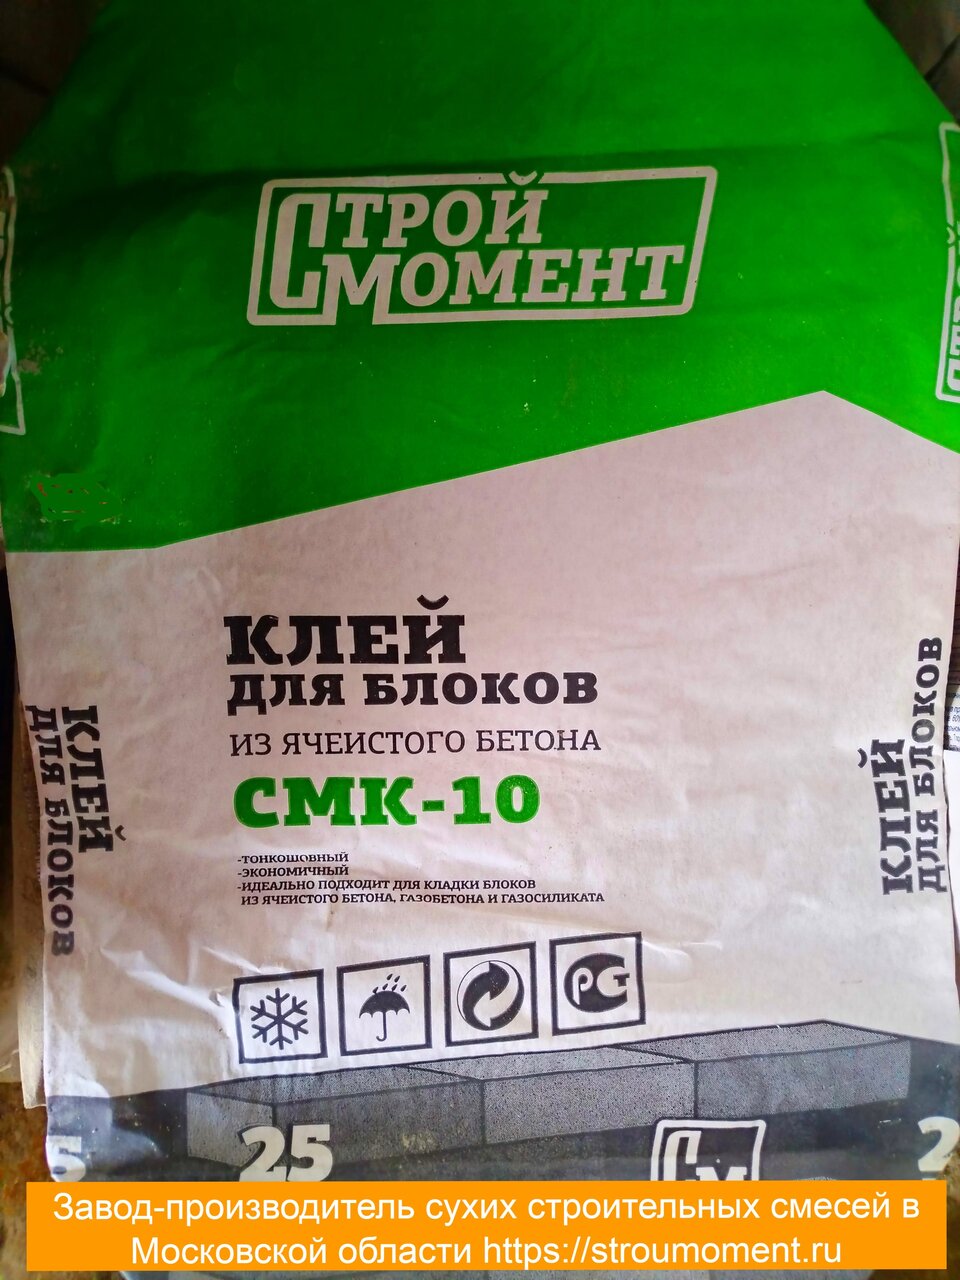 СТРОЙ
МОМЕНТ
КЛЕЙ
ДЛЯ БЛОКОВ
ИЗ ЯЧЕИСТОГО БЕТОНА
СМК-10
-ТОНКОШОВНЫЙ
-ЭКОНОМИЧНЫЙ
-ИДЕАЛЬНО ПОДХОДИТ ДЛЯ КЛАДКИ БЛОКОВ
ИЗ ЯЧЕИСТОГО БЕТОНА, ГАЗОБЕТОНА И ГАЗОСИЛИКАТА
КЛЕЙ
ДЛЯ БЛОКОВ
КЛЕЙ
ДЛЯ БЛОКОВ
РСТ
25
СМ
Завод-производитель сухих строительных смесей в
Московской области https://stroumoment.ru